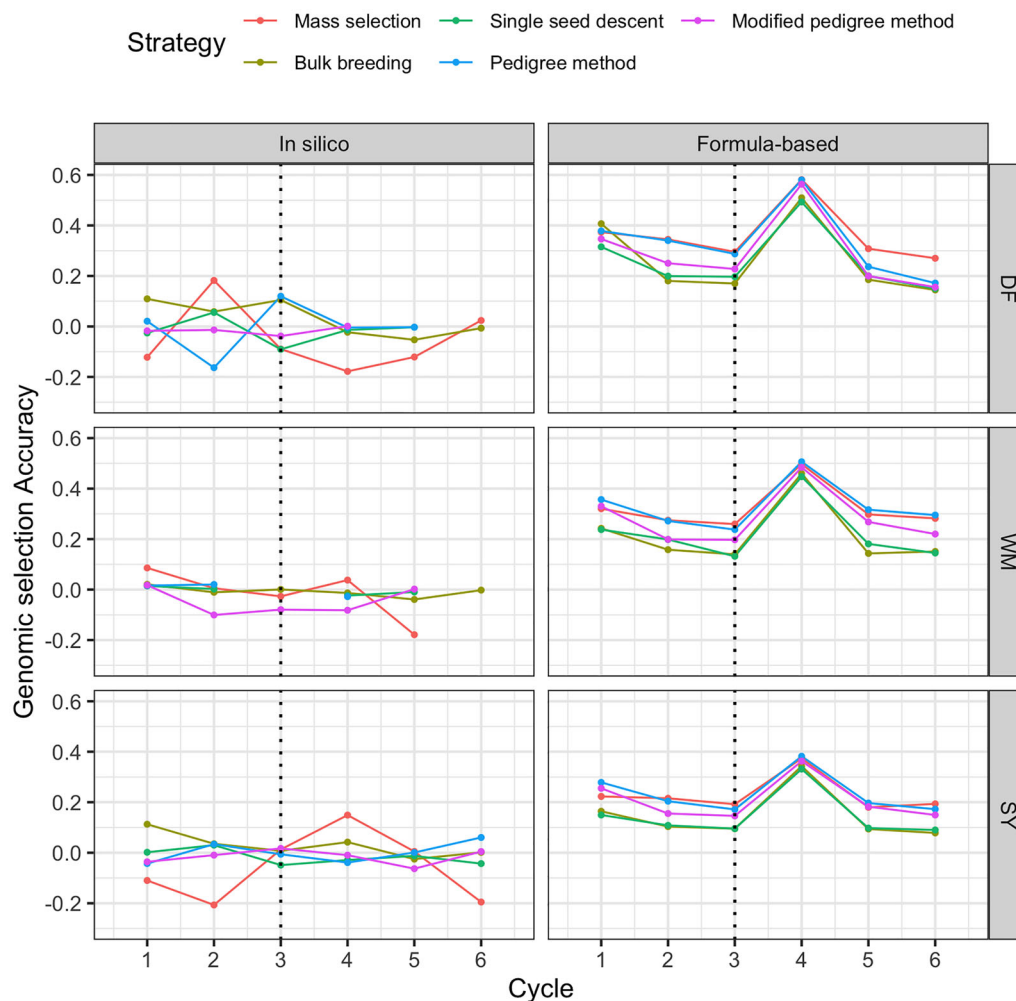 Strategy
Mass selection
Single seed descent
Modified pedigree method
Bulk breeding
Pedigree method
In silico
Formula-based
Genomic selection Accuracy
0.6
0.4
0.2
0.0
-0.2
DF
0.6
0.4
0.2
0.0
-0.2
WM
0.6
0.4
0.2
0.0
-0.2
SY
1 2 3 4 5 6
1 2 3 4 5 6
Cycle